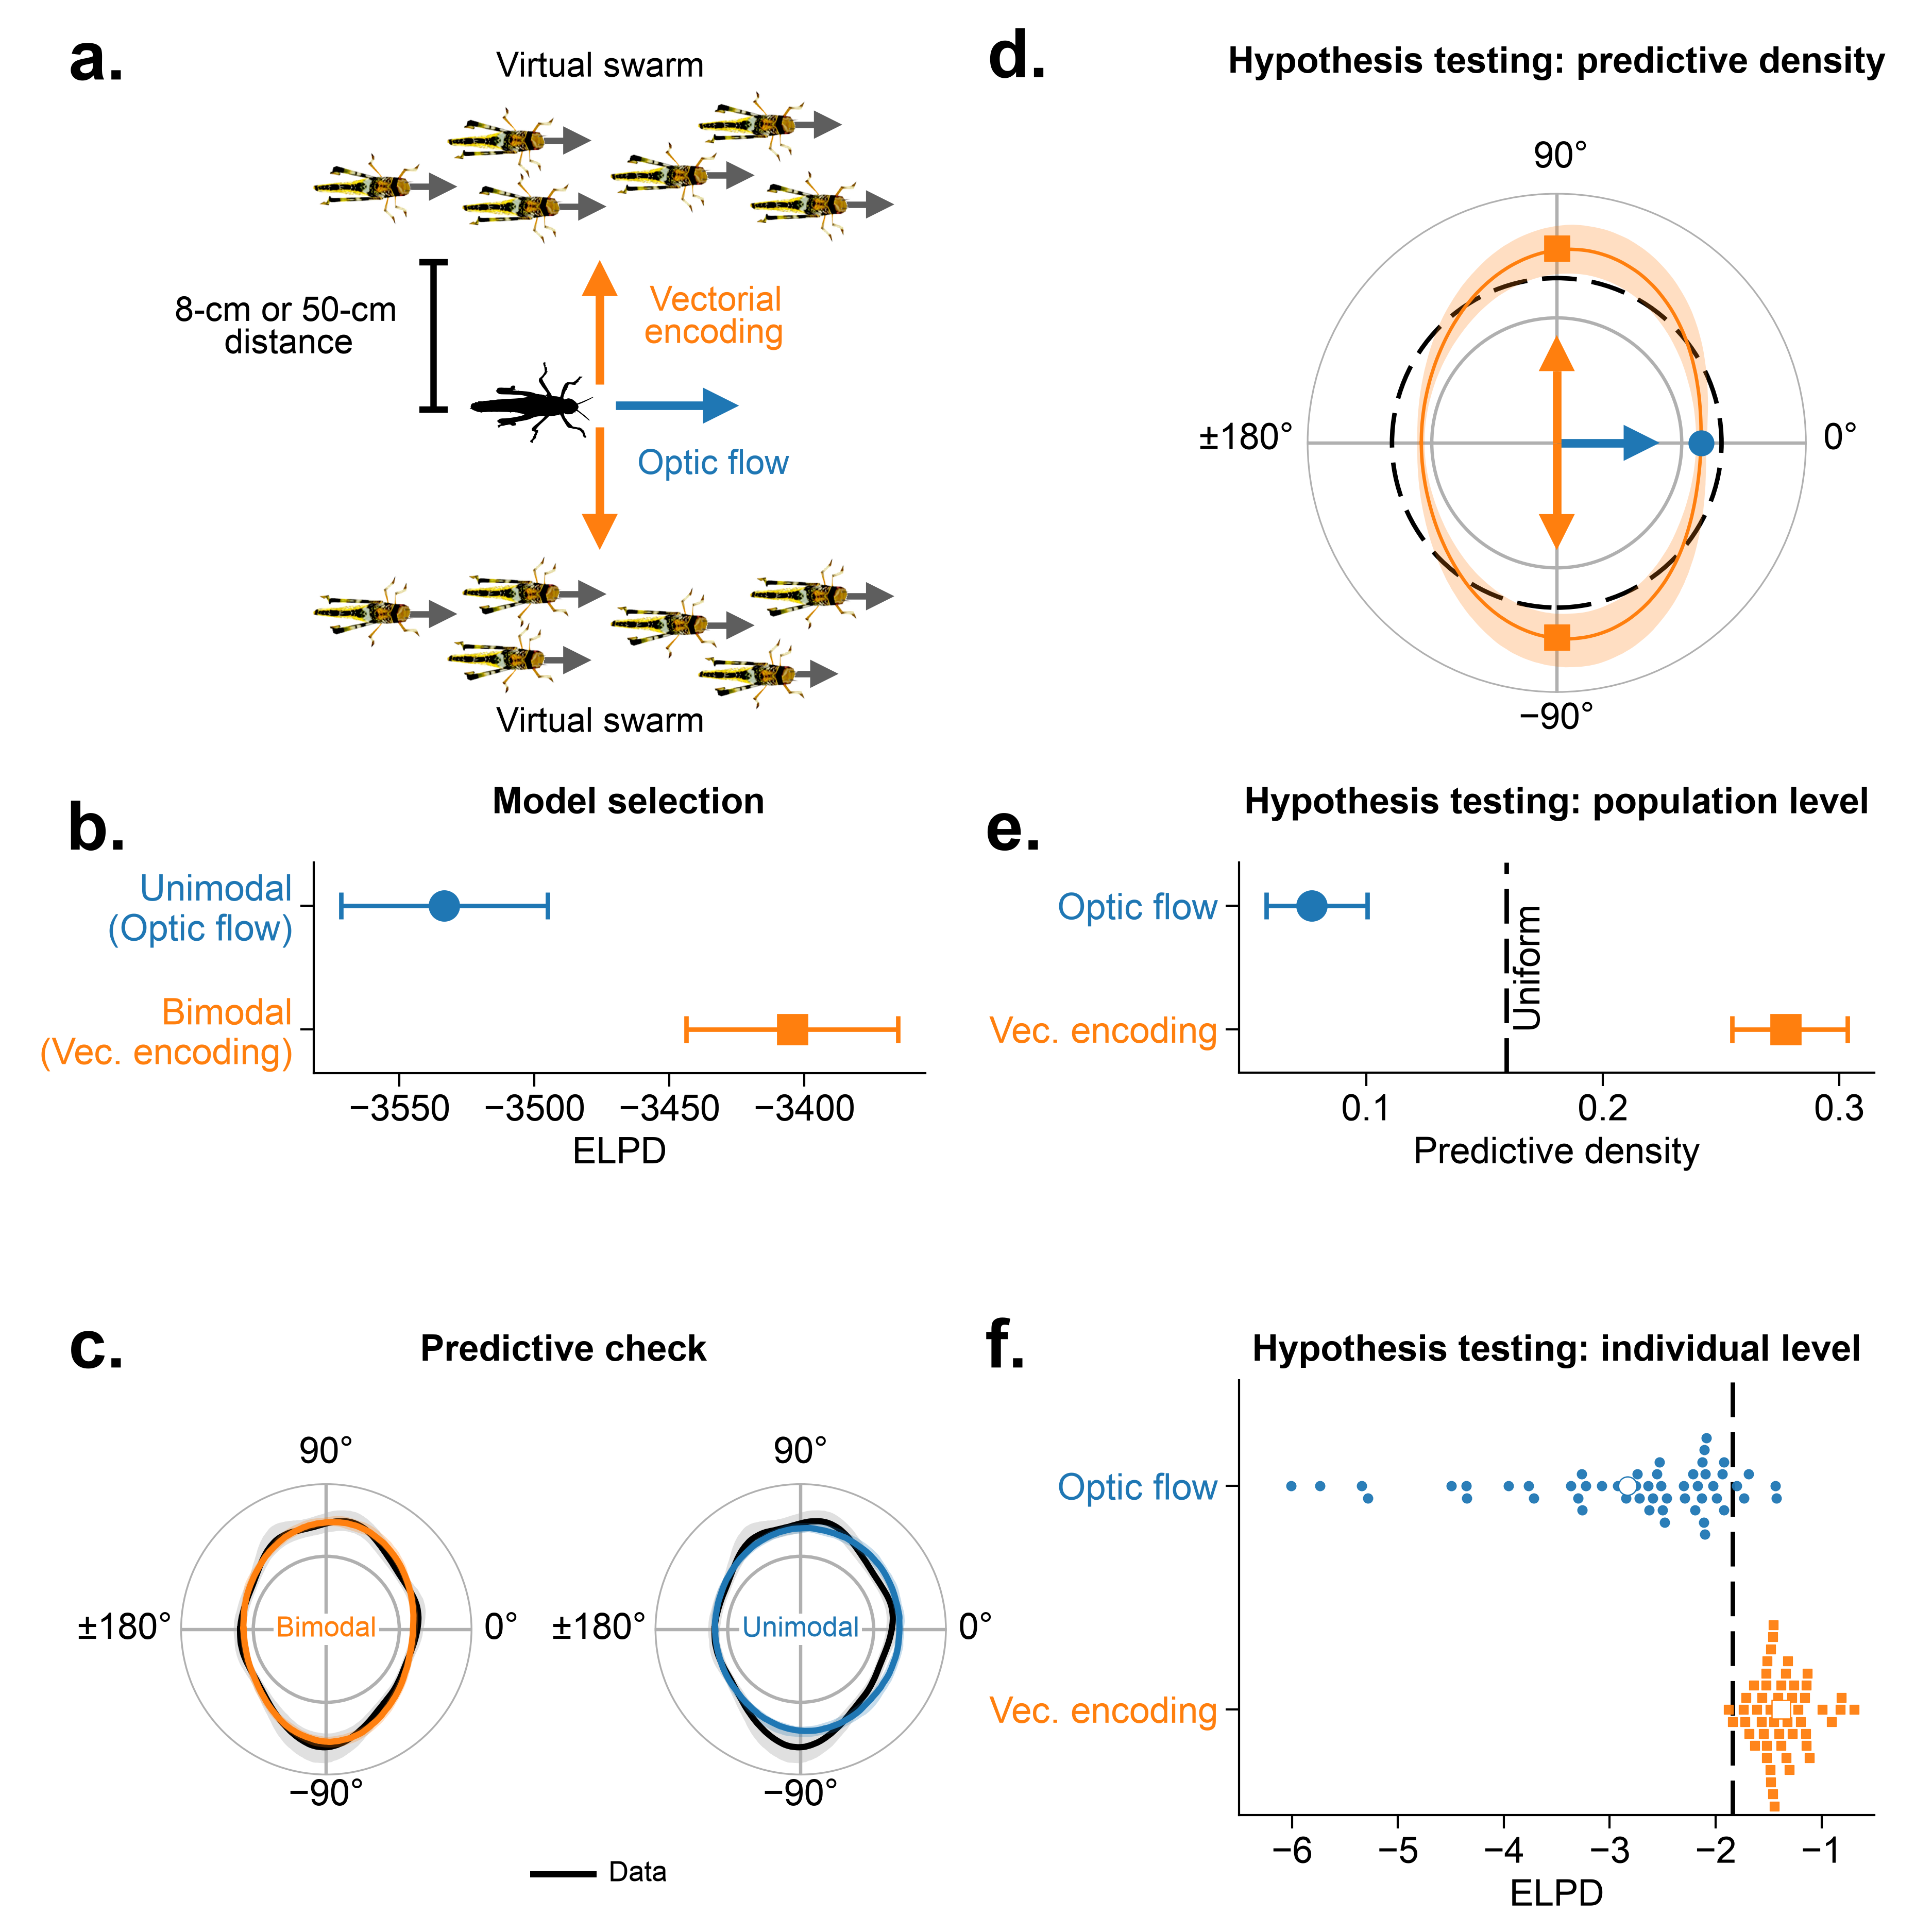 a.
Virtual swarm
8-cm or 50-cm
distance
Vectorial
encoding
Optic flow
Virtual swarm
b.
Model selection
Unimodal
(Optic flow)
Bimodal
(Vec. encoding)
−3550 −3500 −3450 −3400
ELPD
c.
Predictive check
90°
±180°
Bimodal
0°
−90°
90°
±180°
Unimodal
0°
−90°
Data
d.
Hypothesis testing: predictive density
90°
±180°
0°
−90°
e.
Hypothesis testing: population level
Optic flow
Vec. encoding
Uniform
0.1 0.2 0.3
Predictive density
f.
Hypothesis testing: individual level
Optic flow
Vec. encoding
−6 −5 −4 −3 −2 −1
ELPD